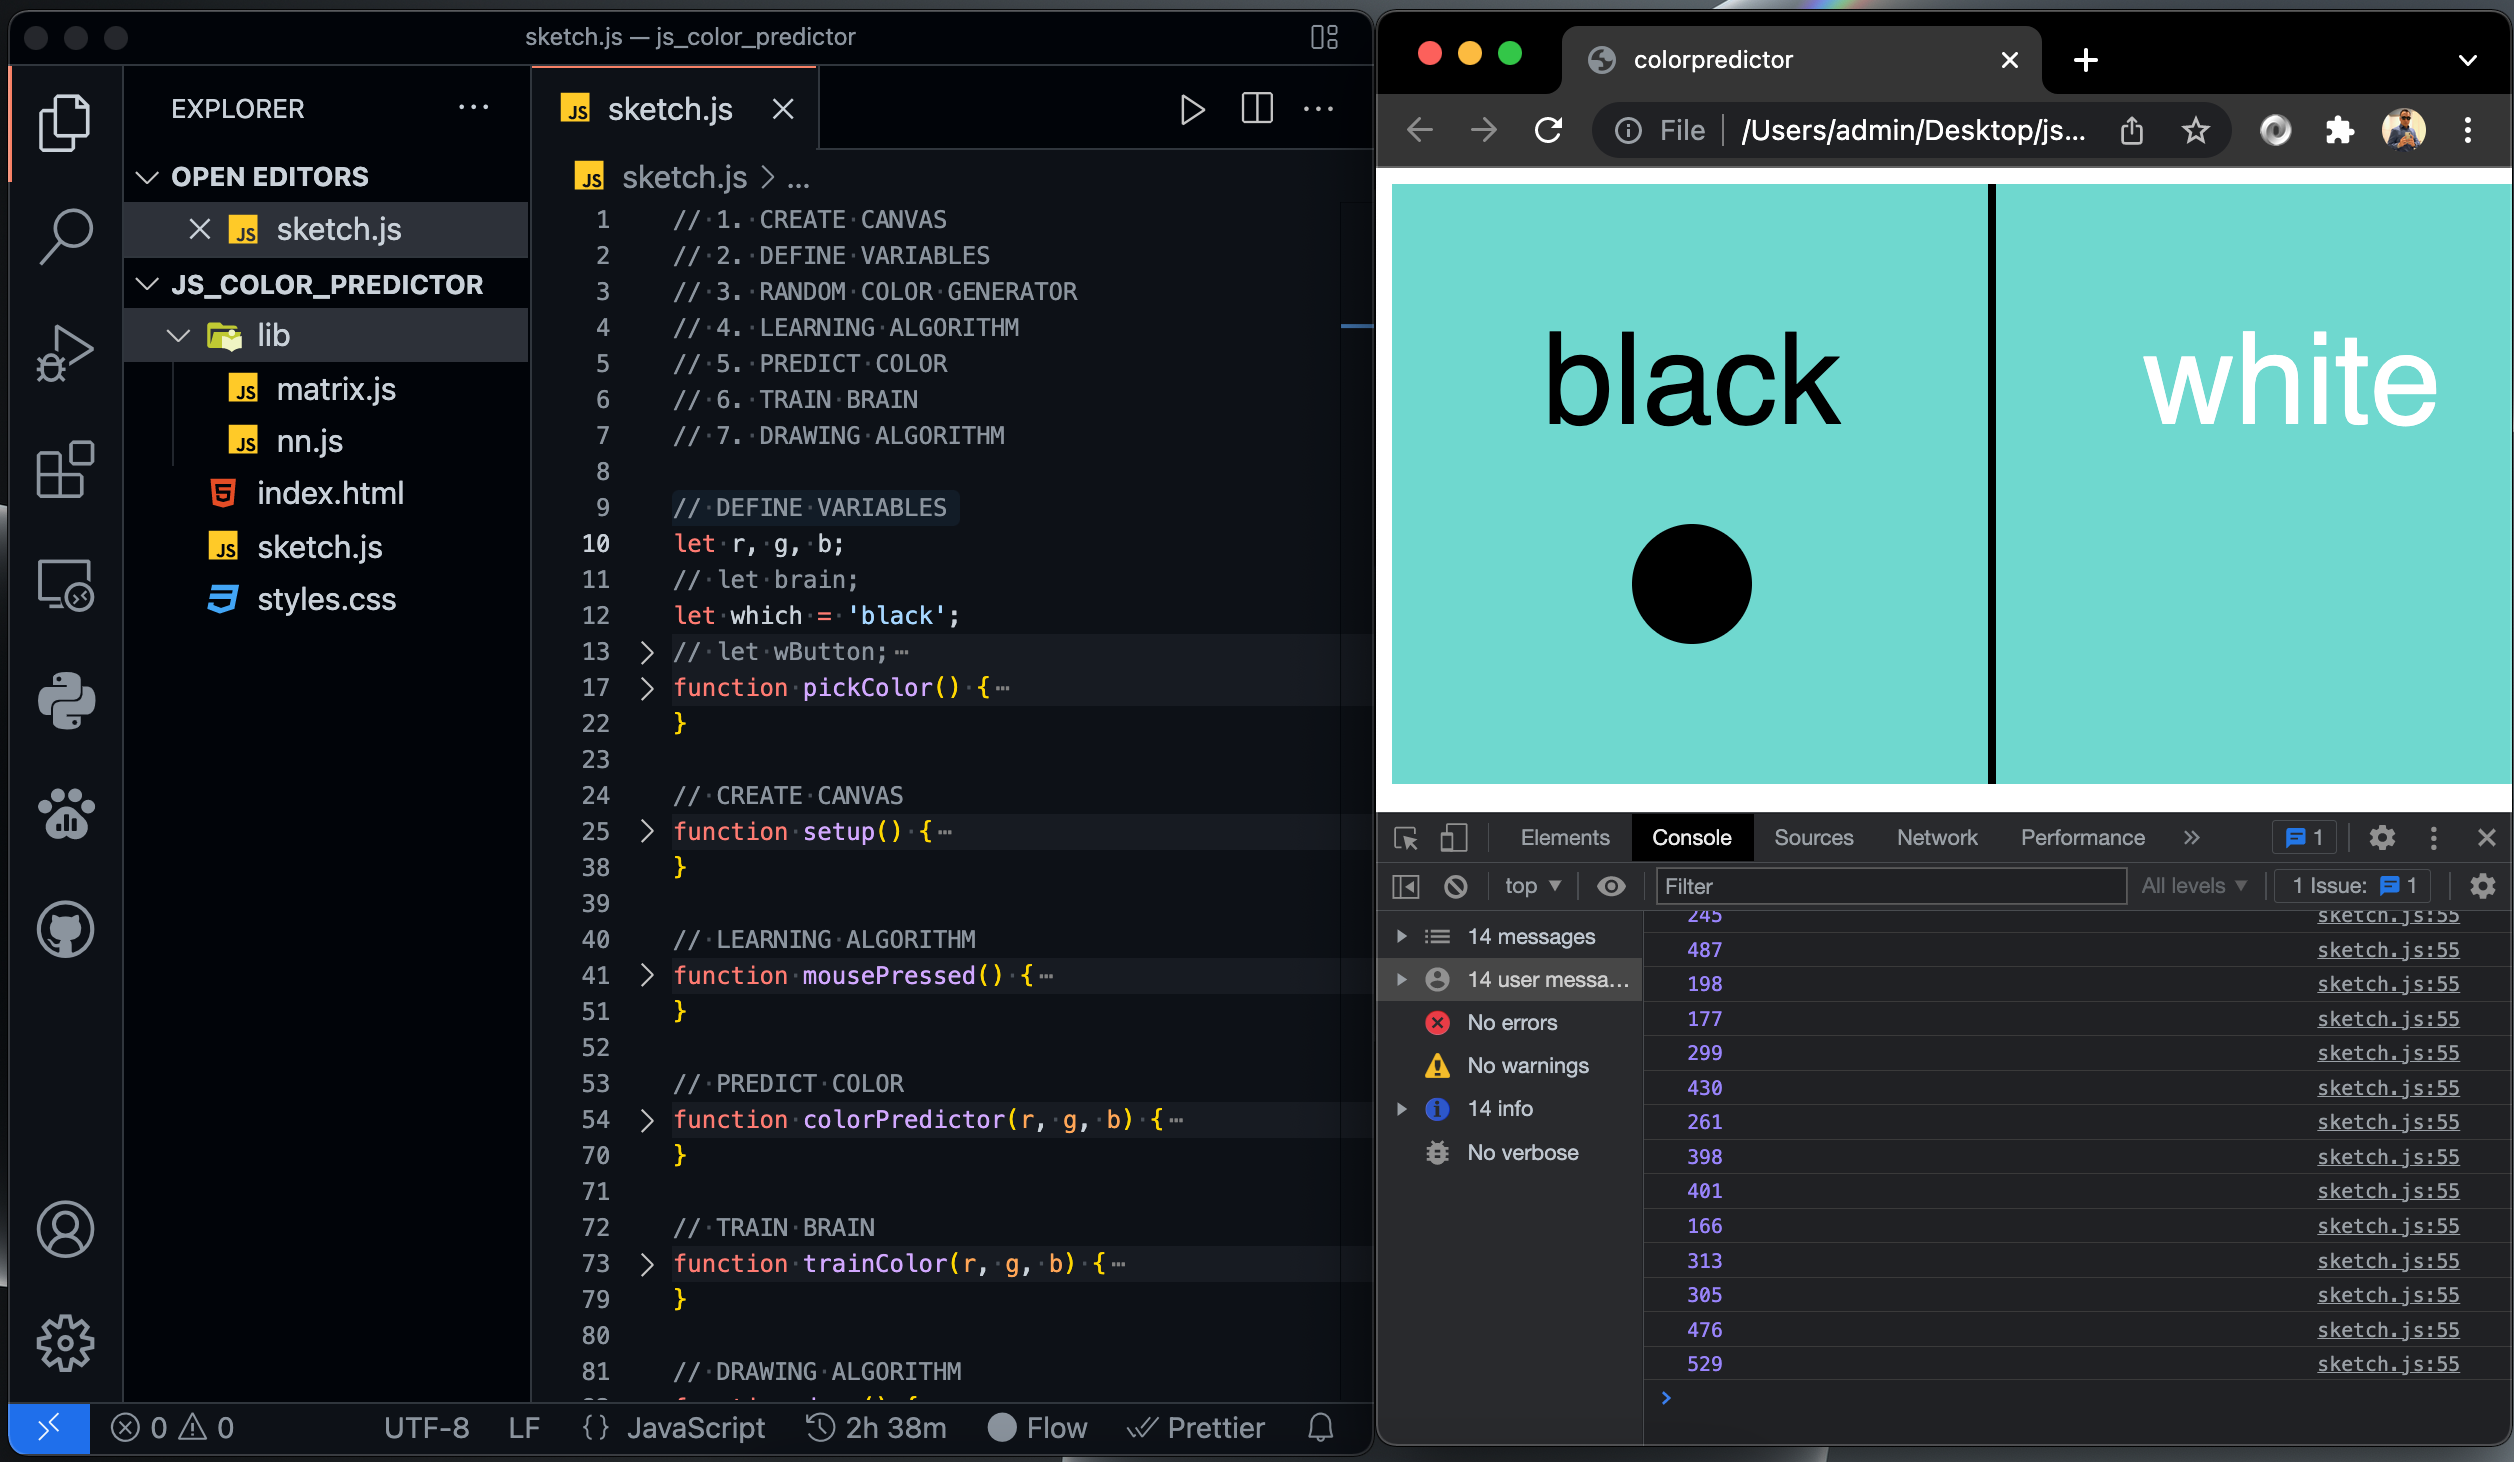 sketch.js — js_color_predictor
EXPLORER
OPEN EDITORS
sketch.js
JS_COLOR_PREDICTOR
lib
matrix.js
nn.js
index.html
sketch.js
styles.css
sketch.js
sketch.js > ...
1 // 1. CREATE CANVAS
2 // 2. DEFINE VARIABLES
3 // 3. RANDOM COLOR GENERATOR
4 // 4. LEARNING ALGORITHM
5 // 5. PREDICT COLOR
6 // 6. TRAIN BRAIN
7 // 7. DRAWING ALGORITHM
8
9 // DEFINE VARIABLES
10 let r, g, b;
11 // let brain;
12 let which = 'black';
13 // let wButton;
17 function pickColor() {
22 }
23
24 // CREATE CANVAS
25 function setup() {
38 }
39
40 // LEARNING ALGORITHM
41 function mousePressed() {
51 }
52
53 // PREDICT COLOR
54 function colorPredictor(r, g, b) {
70 }
71
72 // TRAIN BRAIN
73 function trainColor(r, g, b) {
79 }
80
81 // DRAWING ALGORITHM
0 0 UTF-8 LF {} JavaScript 2h 38m Flow Prettier
colorpredictor
File /Users/admin/Desktop/js...
black white
Elements Console Sources Network Performance 1
top Filter All levels 1 Issue: 1
14 messages
14 user messa...
No errors
No warnings
14 info
No verbose
245 sketch.js:55
487 sketch.js:55
198 sketch.js:55
177 sketch.js:55
299 sketch.js:55
430 sketch.js:55
261 sketch.js:55
398 sketch.js:55
401 sketch.js:55
166 sketch.js:55
313 sketch.js:55
305 sketch.js:55
476 sketch.js:55
529 sketch.js:55